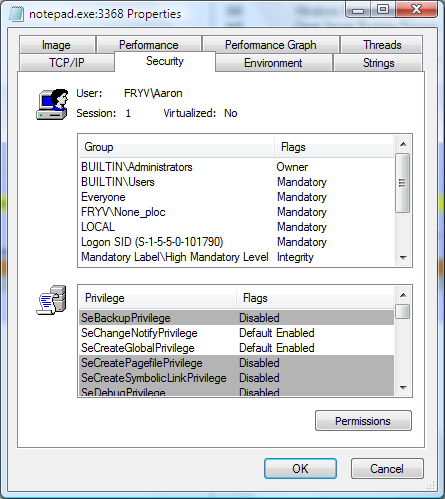 notepad.exe:3368 Properties
Image Performance Performance Graph Threads
TCP/IP Security Environment Strings
User: FRYV\Aaron
Session: 1 Virtualized: No
Group Flags
BUILTIN\Administrators Owner
BUILTIN\Users Mandatory
Everyone Mandatory
FRYV\None_ploc Mandatory
LOCAL Mandatory
Logon SID (S-1-5-5-0-101790) Mandatory
Mandatory Label\High Mandatory Level Integrity
Privilege Flags
SeBackupPrivilege Disabled
SeChangeNotifyPrivilege Default Enabled
SeCreateGlobalPrivilege Default Enabled
SeCreatePagefilePrivilege Disabled
SeCreateSymbolicLinkPrivilege Disabled
SeDebugPrivilege Disabled
Permissions
OK Cancel